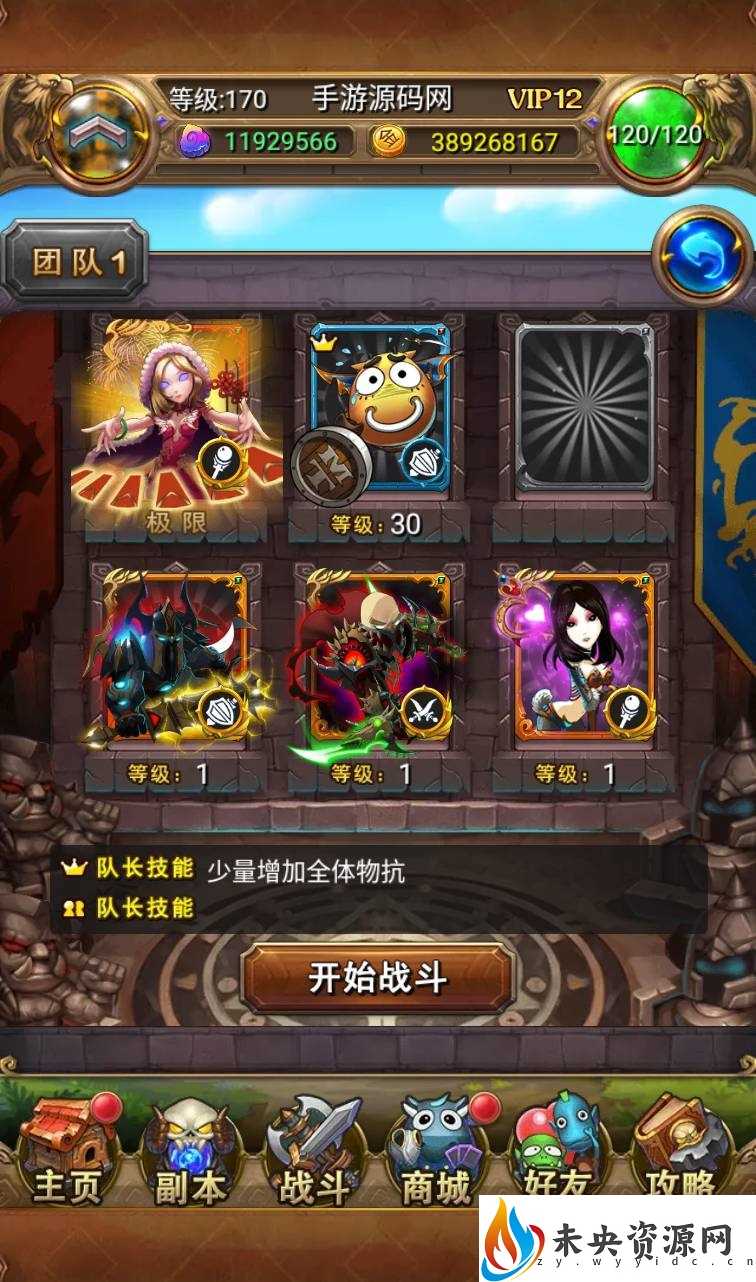 等级:170 手游源码网 VIP12
11929566 389268167
120/120
团队1
极限 等级：30
等级：1 等级：1 等级：1
队长技能 少量增加全体物抗
队长技能
开始战斗
主页 副本 战斗 商城 好友 攻略
未央资源网
zy.wyyidc.cn